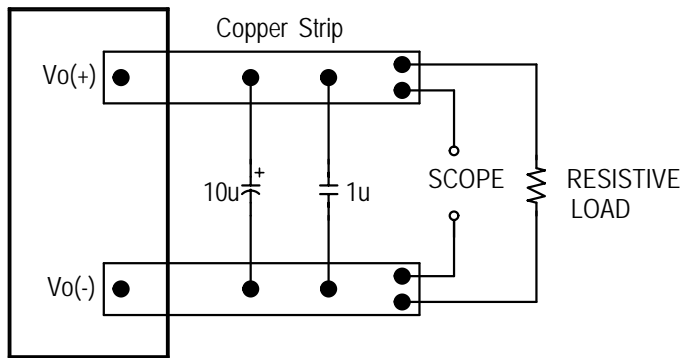 Copper Strip
Vo(+)
+
10u
1u
SCOPE
RESISTIVE
LOAD
Vo(-)